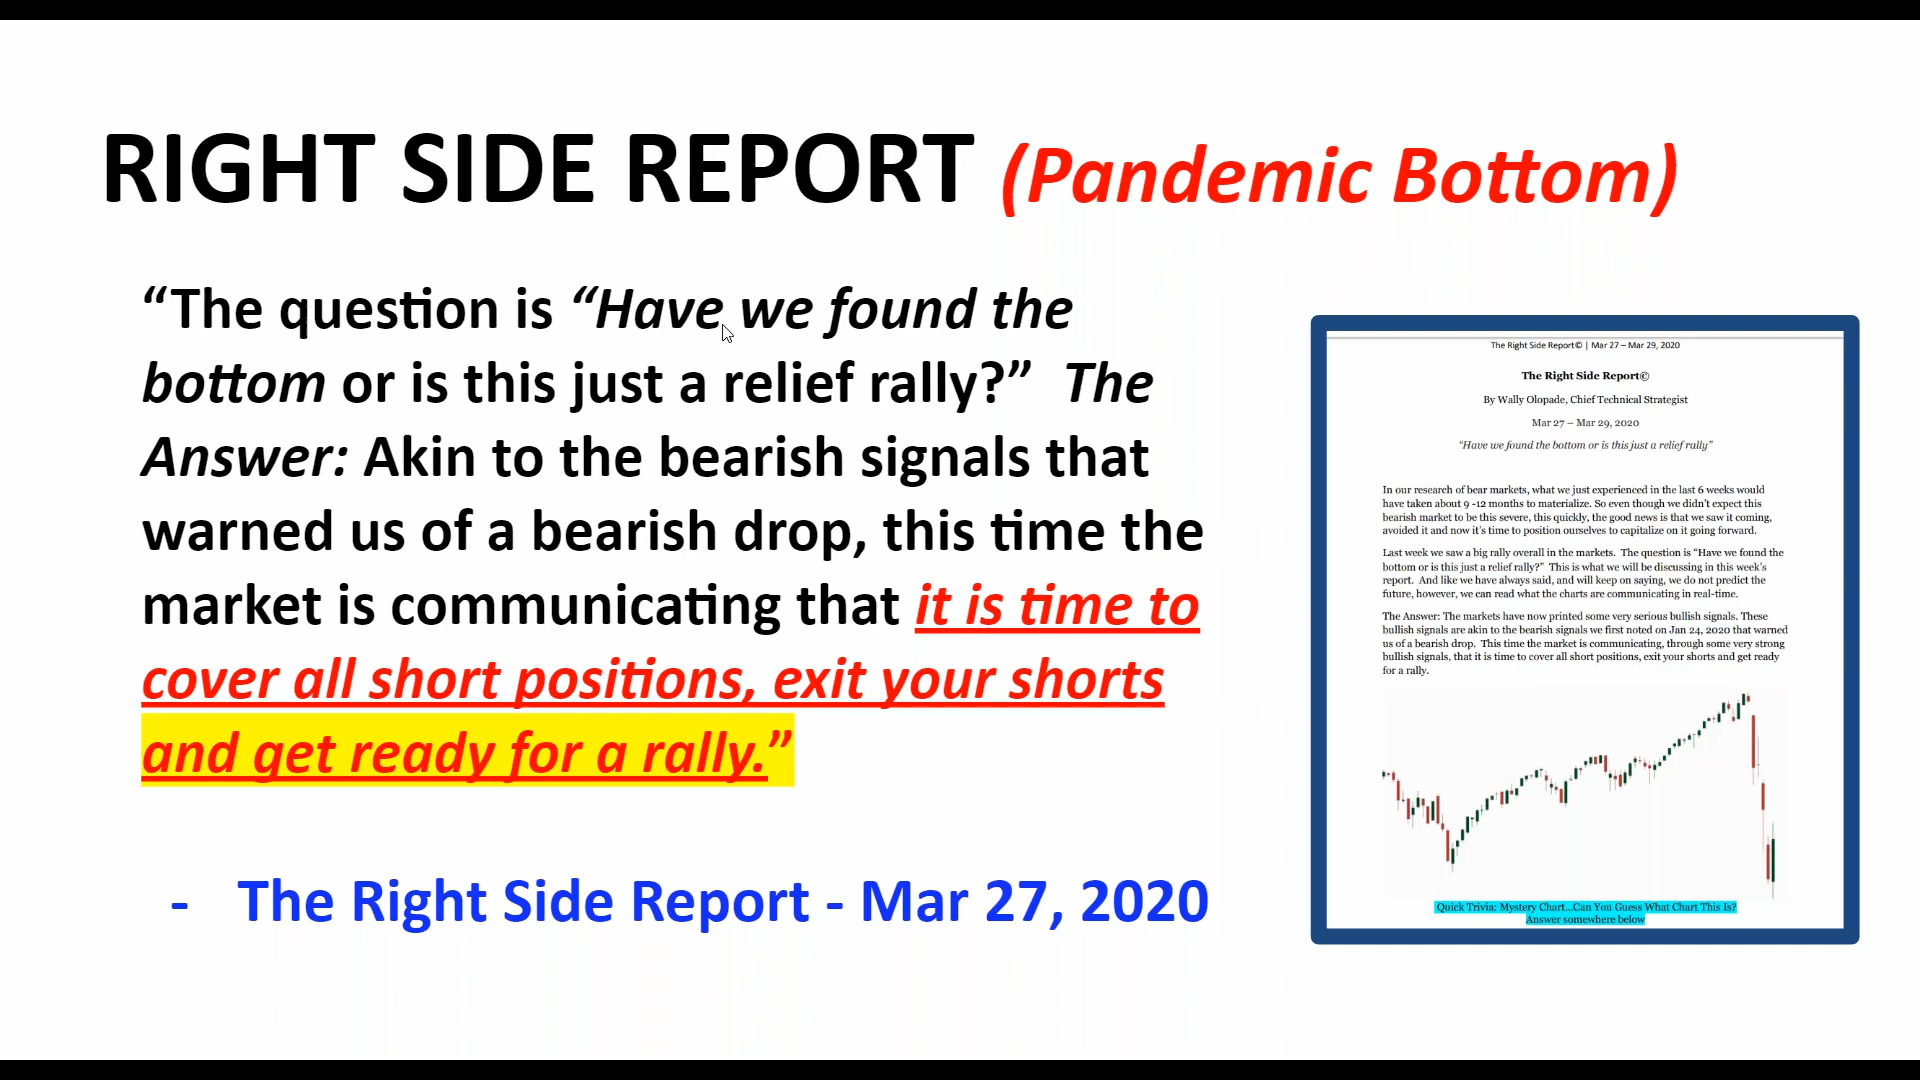 RIGHT SIDE REPORT (Pandemic Bottom)
“The question is “Have we found the
bottom or is this just a relief rally?” The
Answer: Akin to the bearish signals that
warned us of a bearish drop, this time the
market is communicating that it is time to
cover all short positions, exit your shorts
and get ready for a rally.”
- The Right Side Report - Mar 27, 2020
The Right Side Report© | Mar 27 – Mar 29, 2020
The Right Side Report©
By Wally Olopade, Chief Technical Strategist
Mar 27 – Mar 29, 2020
“Have we found the bottom or is this just a relief rally”
In our research of bear markets, what we just experienced in the last 6 weeks would
have taken about 9 -12 months to materialize. So even though we didn’t expect this
bearish market to be this severe, this quickly, the good news is that we saw it coming,
avoided it and now it’s time to position ourselves to capitalize on it going forward.
Last week we saw a big rally overall in the markets. The question is “Have we found the
bottom or is this just a relief rally?” This is what we will be discussing in this week’s
report. And like we have always said, and will keep on saying, we do not predict the
future, however, we can read what the charts are communicating in real-time.
The Answer: The markets have now printed some very serious bullish signals. These
bullish signals are akin to the bearish signals we first noted on Jan 24, 2020 that warned
us of a bearish drop. This time the market is communicating, through some very strong
bullish signals, that it is time to cover all short positions, exit your shorts and get ready
for a rally.
Quick Trivia: Mystery Chart...Can You Guess What Chart This Is?
Answer somewhere below